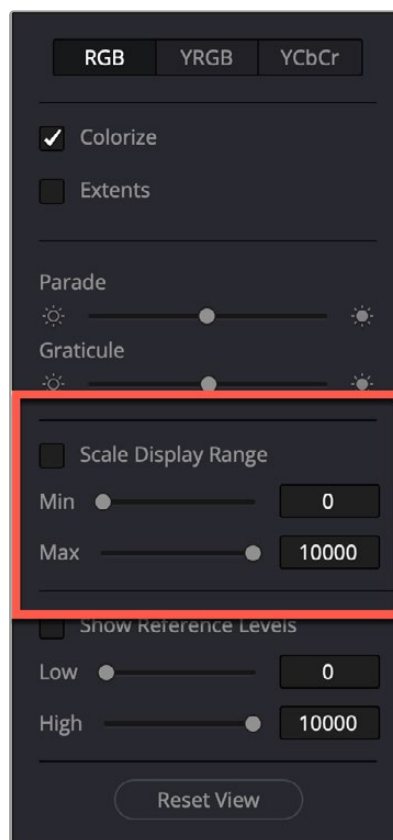 RGB YRGB YCbCr
Colorize
Extents
Parade
Graticule
Scale Display Range
Min 0
Max 10000
Show Reference Levels
Low 0
High 10000
Reset View